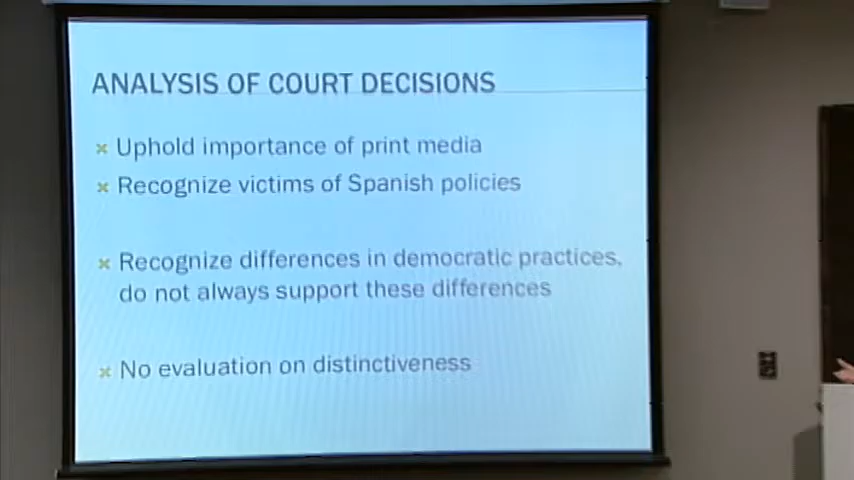 ANALYSIS OF COURT DECISIONS
Uphold importance of print media
Recognize victims of Spanish policies
Recognize differences in democratic practices,
do not always support these differences
No evaluation on distinctiveness